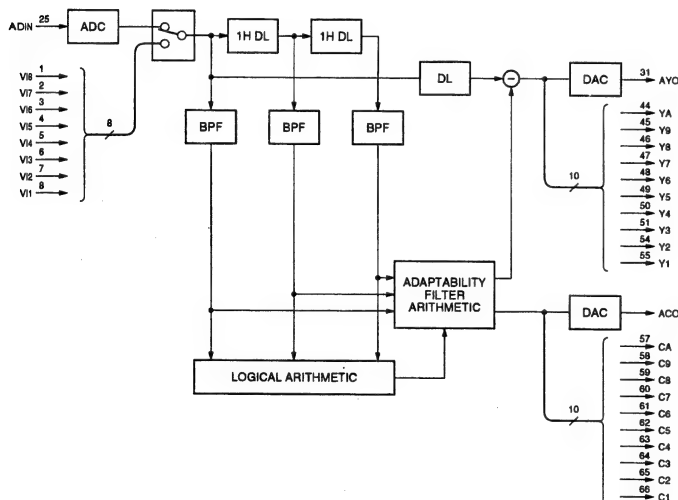 ADIN 25
ADC
1H DL
1H DL
VI8 1
VI7 2
VI6 3
VI5 4
VI4 5
VI3 6
VI2 7
VI1 8
8
BPF
BPF
BPF
DL
−
DAC
31 AYO
44 YA
45 Y9
46 Y8
47 Y7
48 Y6
49 Y5
50 Y4
51 Y3
54 Y2
55 Y1
10
ADAPTABILITY
FILTER
ARITHMETIC
LOGICAL ARITHMETIC
DAC
ACO
57 CA
58 C9
59 C8
60 C7
61 C6
62 C5
63 C4
64 C3
65 C2
66 C1
10